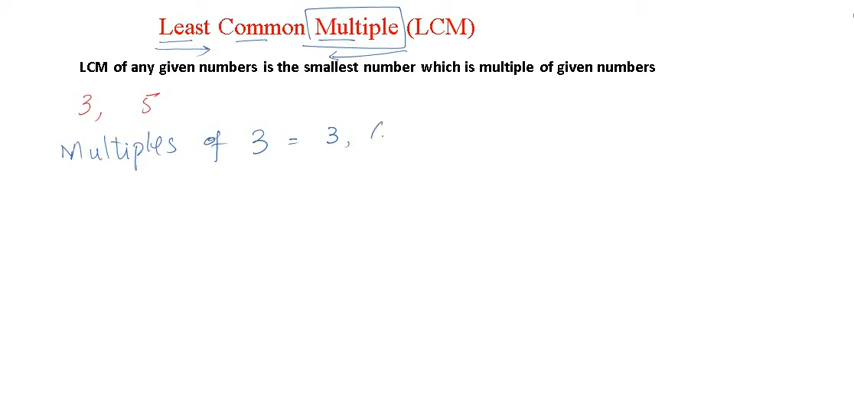 Least Common Multiple (LCM)
LCM of any given numbers is the smallest number which is multiple of given numbers
3, 5
Multiples of 3 = 3,